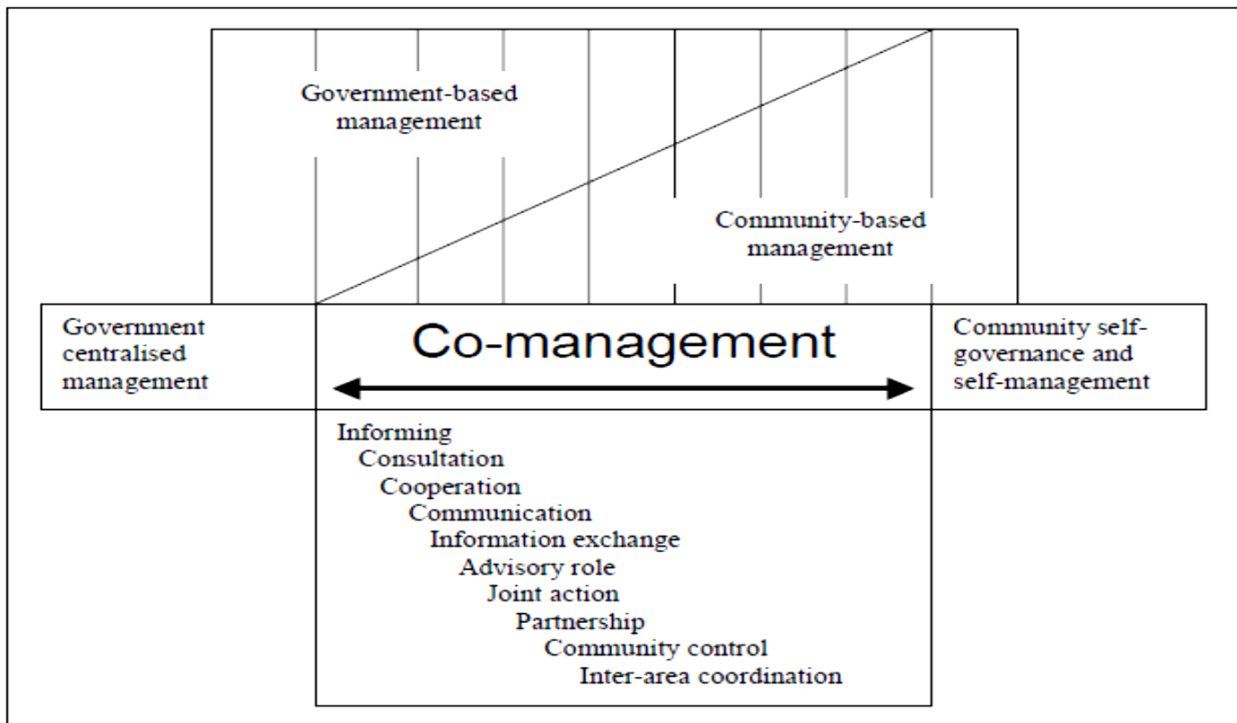 Government-based
management
Community-based
management
Government
centralised
management
Co-management
Community self-
governance and
self-management
Informing
Consultation
Cooperation
Communication
Information exchange
Advisory role
Joint action
Partnership
Community control
Inter-area coordination